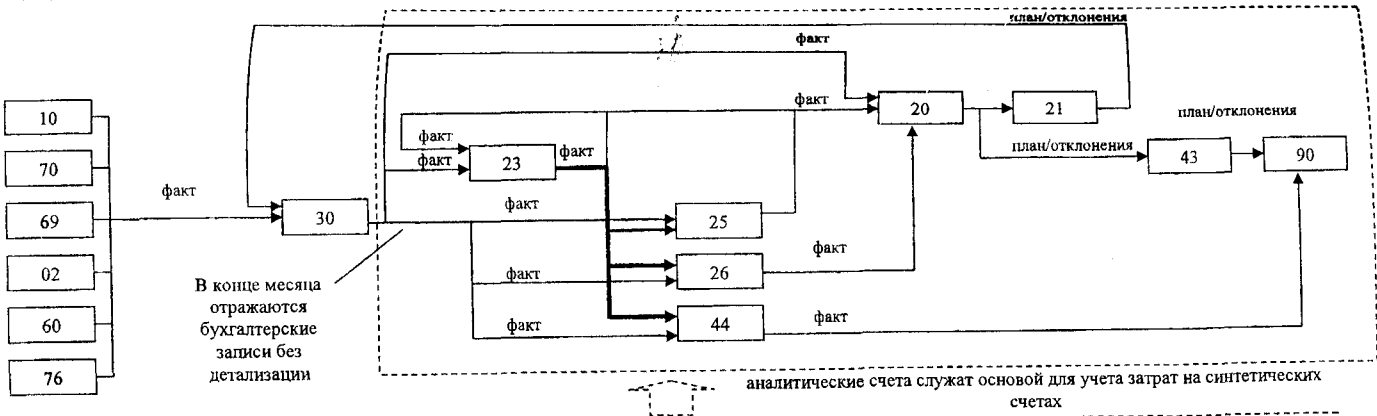 план/отклонения
факт
10
факт
20
21
план/отклонения
факт
факт
23
факт
план/отклонения
43
90
70
факт
69
30
факт
25
02
В конце месяца
отражаются
бухгалтерские
записи без
детализации
факт
26
факт
60
факт
44
факт
76
аналитические счета служат основой для учета затрат на синтетических
счетах